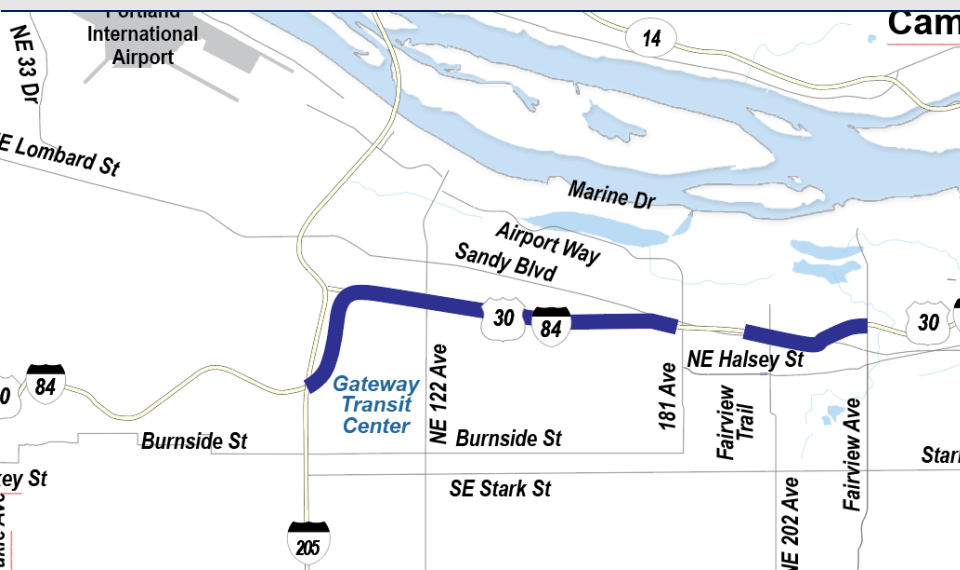 Portland
International
Airport
NE 33 Dr
14
Cam
E Lombard St
Marine Dr
Airport Way
Sandy Blvd
30
84
30
NE Halsey St
84
0
Gateway
Transit
Center
NE 122 Ave
181 Ave
Fairview
Trail
Fairview Ave
Burnside St
Burnside St
Star
key St
SE Stark St
NE 202 Ave
205